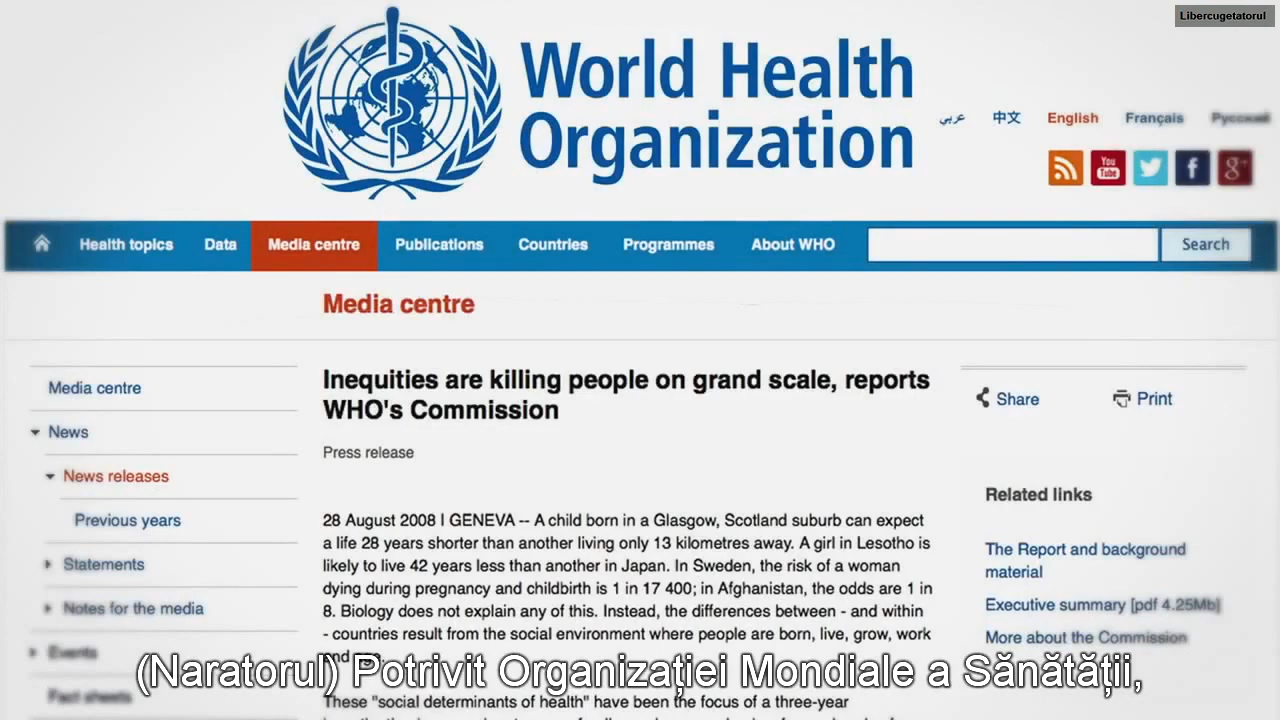 Libercugetatorul
World Health
Organization
عربي
中文
English
Français
Русский
You
Tube
f
g+
Health topics
Data
Media centre
Publications
Countries
Programmes
About WHO
Search
Media centre
Media centre
News
News releases
Previous years
Statements
Notes for the media
Events
Fact sheets
Inequities are killing people on grand scale, reports
WHO's Commission
Press release
28 August 2008 | GENEVA -- A child born in a Glasgow, Scotland suburb can expect
a life 28 years shorter than another living only 13 kilometres away. A girl in Lesotho is
likely to live 42 years less than another in Japan. In Sweden, the risk of a woman
dying during pregnancy and childbirth is 1 in 17 400; in Afghanistan, the odds are 1 in
8. Biology does not explain any of this. Instead, the differences between - and within
- countries result from the social environment where people are born, live, grow, work
These "social determinants of health" have been the focus of a three-year
Share
Print
Related links
The Report and background
material
Executive summary [pdf 4.25Mb]
More about the Commission
(Naratorul) Potrivit Organizației Mondiale a Sănătății,